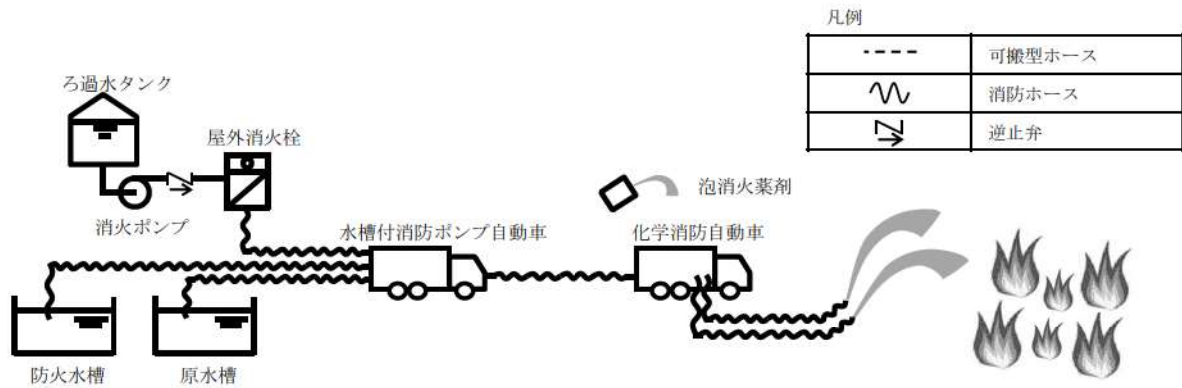 凡例
可搬型ホース
消防ホース
逆止弁
ろ過水タンク
屋外消火栓
消火ポンプ
泡消火薬剤
水槽付消防ポンプ自動車
化学消防自動車
防火水槽
原水槽